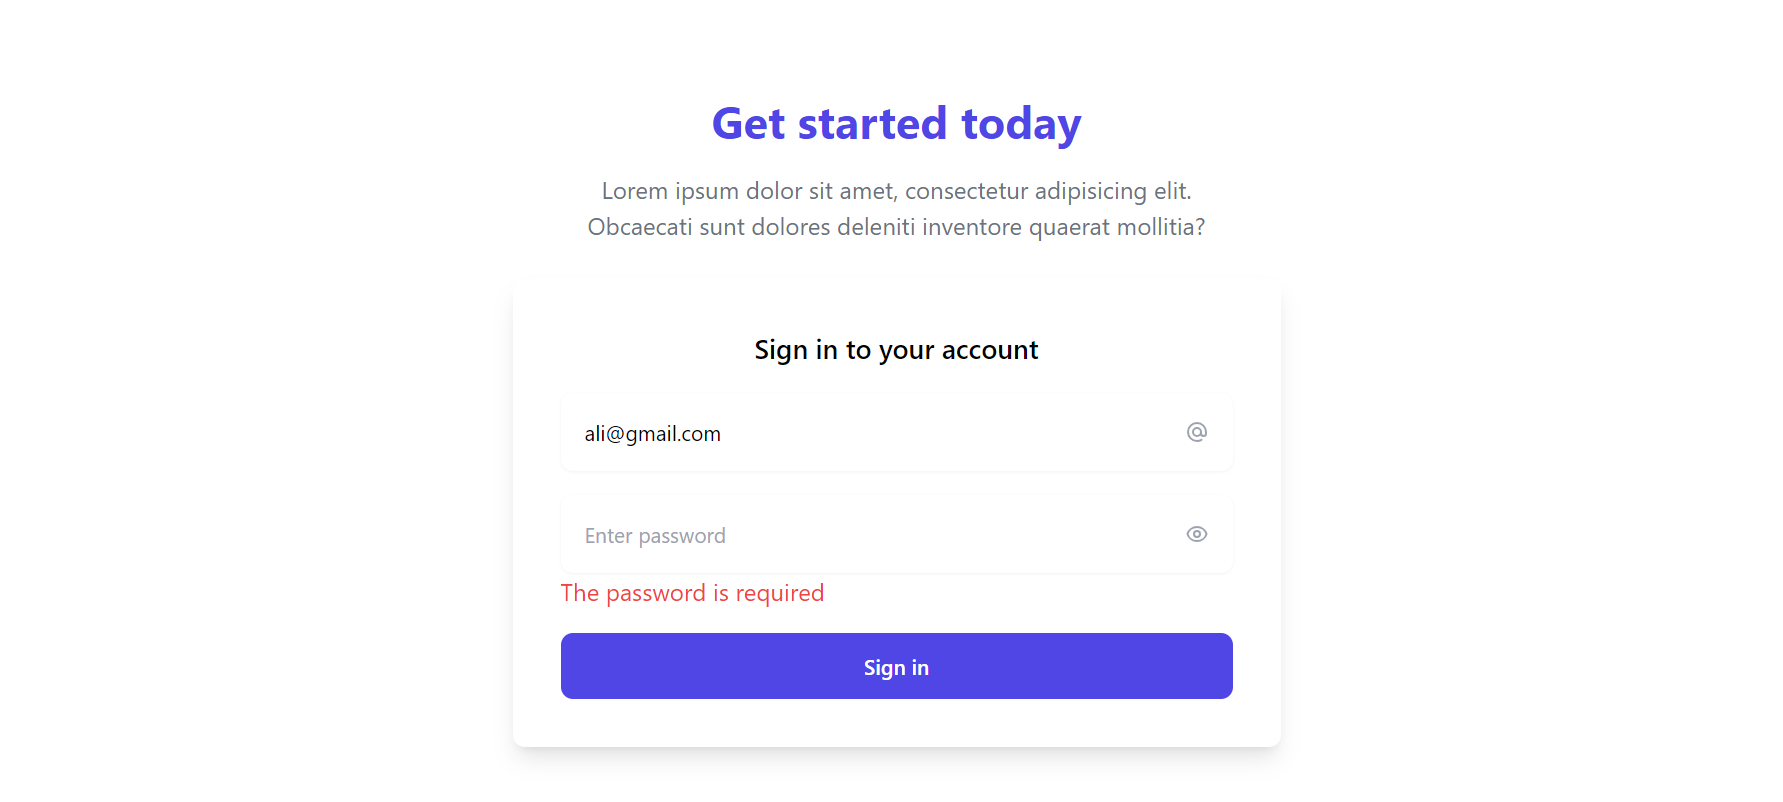 Get started today
Lorem ipsum dolor sit amet, consectetur adipisicing elit.
Obcaecati sunt dolores deleniti inventore quaerat mollitia?
Sign in to your account
ali@gmail.com
Enter password
The password is required
Sign in